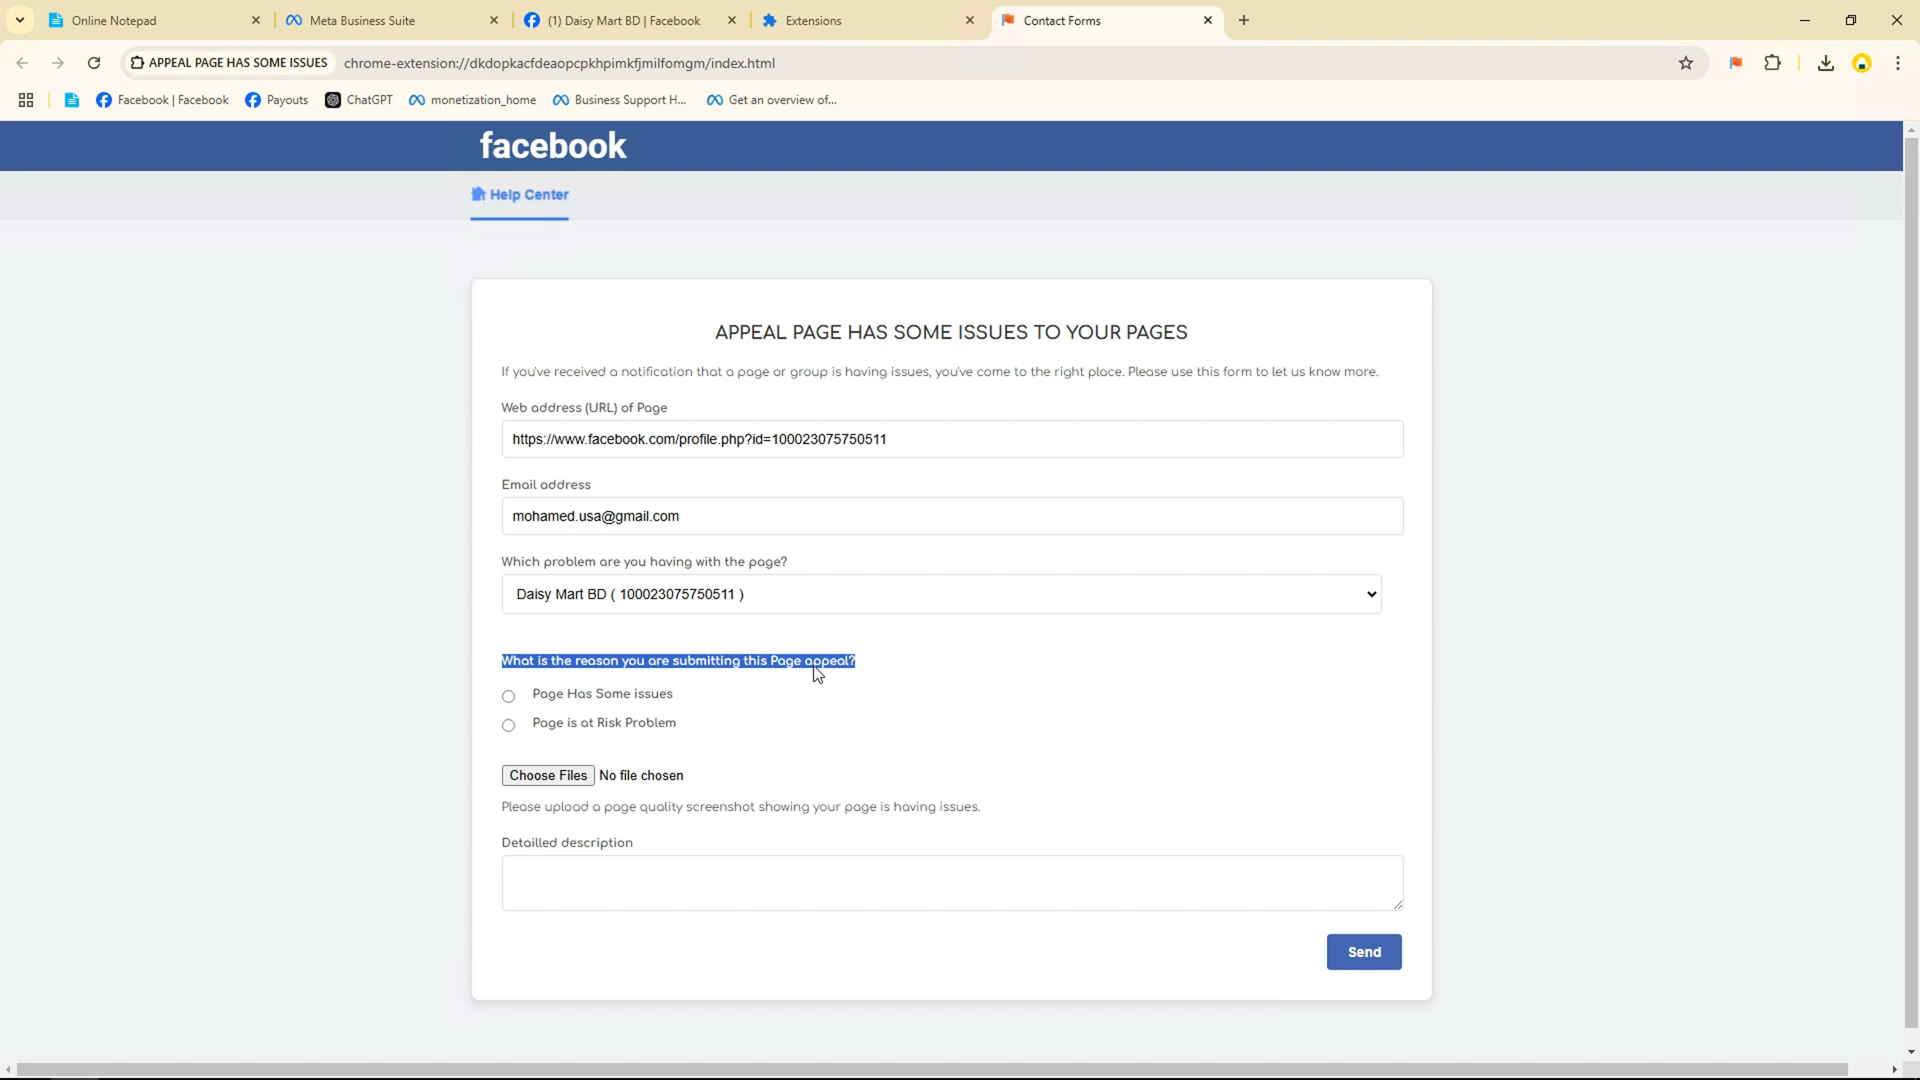 Online Notepad
Meta Business Suite
(1) Daisy Mart BD | Facebook
Extensions
Contact Forms
APPEAL PAGE HAS SOME ISSUES
chrome-extension://dkdopkacfdeaopcpkhpimkfjmilfomgm/index.html
Facebook | Facebook
Payouts
ChatGPT
monetization_home
Business Support H...
Get an overview of...
facebook
Help Center
APPEAL PAGE HAS SOME ISSUES TO YOUR PAGES
If you've received a notification that a page or group is having issues, you've come to the right place. Please use this form to let us know more.
Web address (URL) of Page
https://www.facebook.com/profile.php?id=100023075750511
Email address
mohamed.usa@gmail.com
Which problem are you having with the page?
Daisy Mart BD ( 100023075750511 )
What is the reason you are submitting this Page appeal?
Page Has Some issues
Page is at Risk Problem
Choose Files No file chosen
Please upload a page quality screenshot showing your page is having issues.
Detailled description
Send